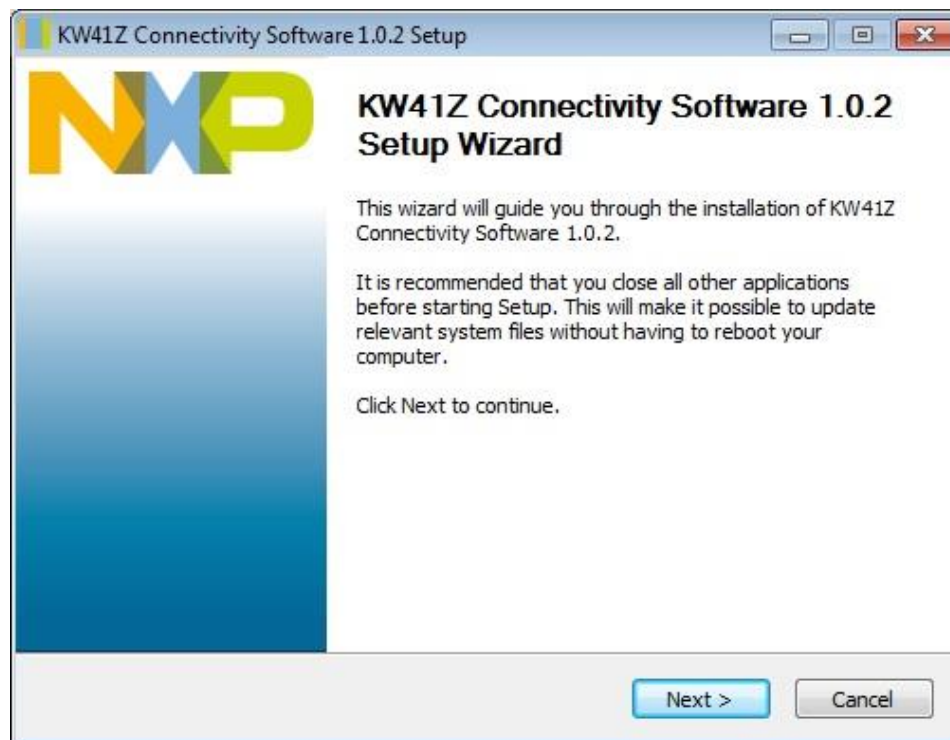 KW41Z Connectivity Software 1.0.2 Setup
NXP
KW41Z Connectivity Software 1.0.2
Setup Wizard
This wizard will guide you through the installation of KW41Z
Connectivity Software 1.0.2.
It is recommended that you close all other applications
before starting Setup. This will make it possible to update
relevant system files without having to reboot your
computer.
Click Next to continue.
Next >
Cancel